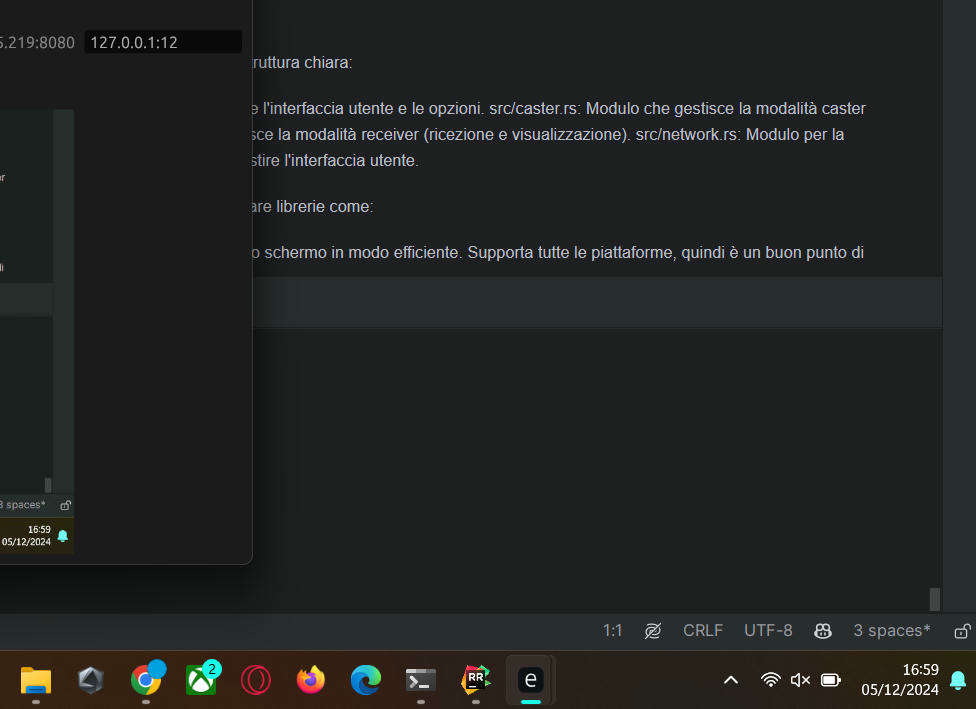 5.219:8080 127.0.0.1:12
ruttura chiara:
e l'interfaccia utente e le opzioni. src/caster.rs: Modulo che gestisce la modalità caster
sce la modalità receiver (ricezione e visualizzazione). src/network.rs: Modulo per la
stire l'interfaccia utente.
are librerie come:
o schermo in modo efficiente. Supporta tutte le piattaforme, quindi è un buon punto di
er
li
3 spaces*
16:59
05/12/2024
1:1 CRLF UTF-8 3 spaces*
2
RR
e
16:59
05/12/2024